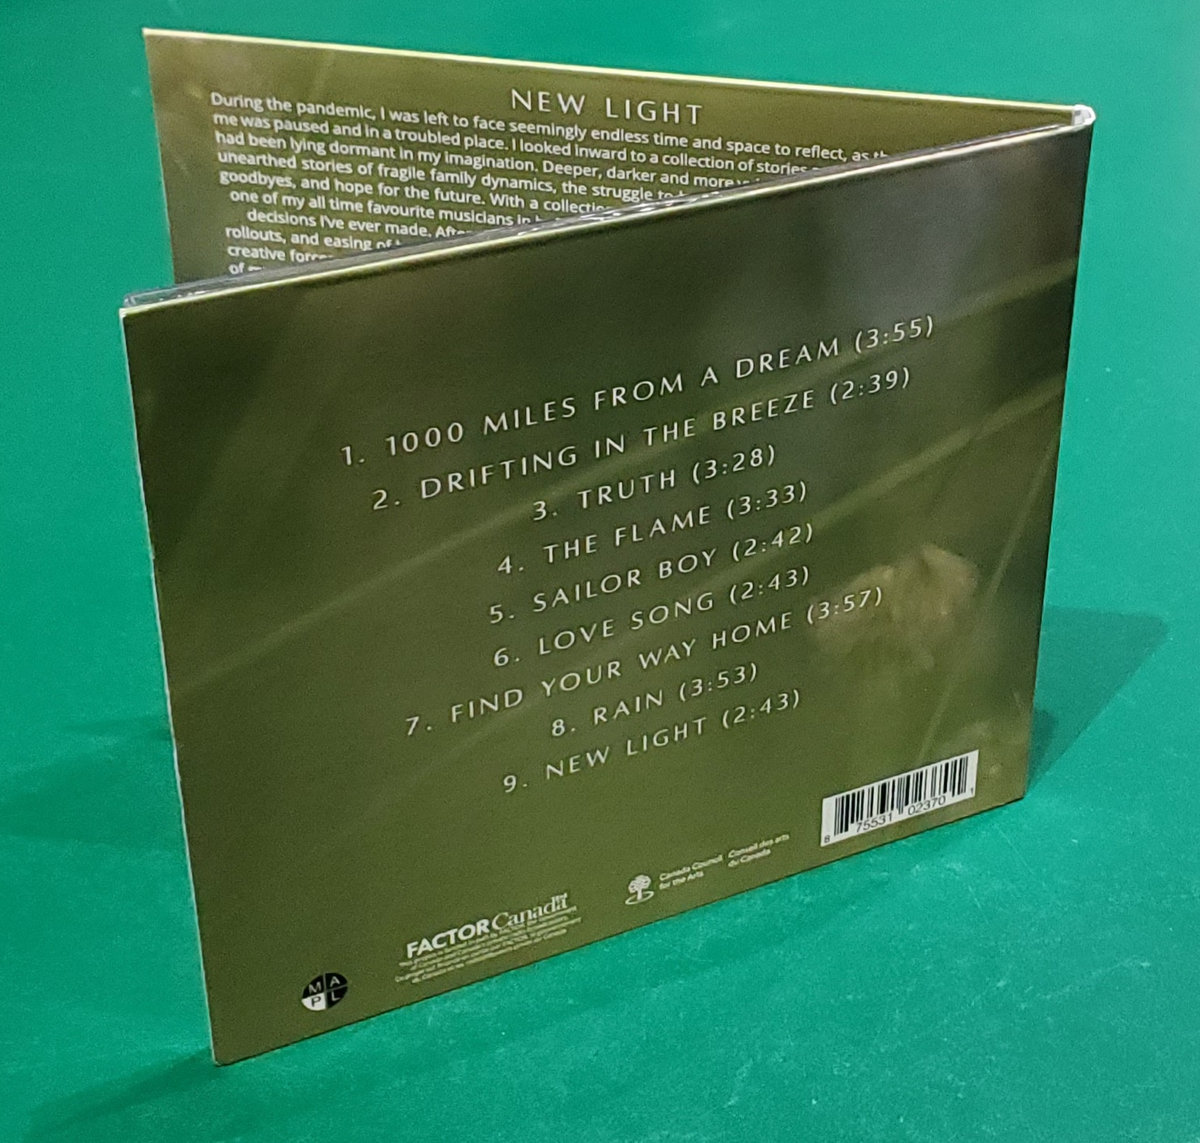 NEW LIGHT
During the pandemic, I was left to face seemingly endless time and space to reflect, as
me was paused and in a troubled place. I looked inward to a collection of stories
had been lying dormant in my imagination. Deeper, darker and more
unearthed stories of fragile family dynamics, the struggle to
goodbyes, and hope for the future. With a
one of my all time favourite musicians in
decisions I've ever made.
rollouts, and easing of
creative
of
1. 1000 MILES FROM A DREAM (3:55)
2. DRIFTING IN THE BREEZE (2:39)
3. TRUTH (3:28)
4. THE FLAME (3:33)
5. SAILOR BOY (2:42)
6. LOVE SONG (2:43)
7. FIND YOUR WAY HOME (3:57)
8. RAIN (3:53)
9. NEW LIGHT (2:43)
8 75531 02370 1
Canada Council Conseil des arts
for the Arts du Canada
FACTOR Canada
M A
P L